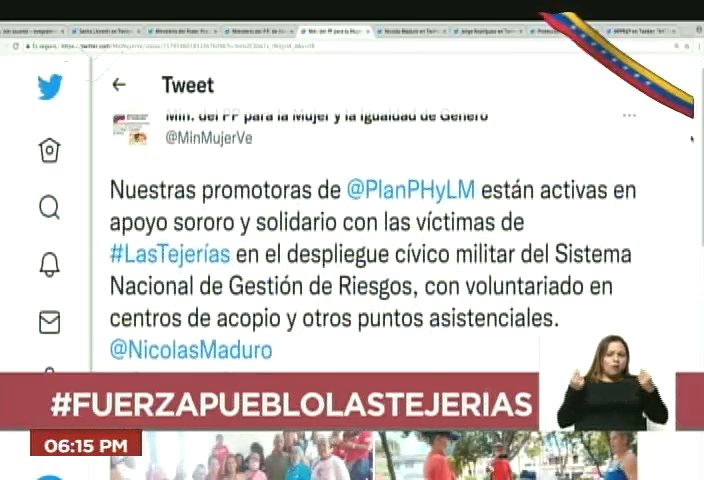 Tweet
Min. del PP para la Mujer y la Igualdad de Género
@MinMujerVe
Nuestras promotoras de @PlanPHyLM están activas en
apoyo sororo y solidario con las víctimas de
#LasTejerías en el despliegue cívico militar del Sistema
Nacional de Gestión de Riesgos, con voluntariado en
centros de acopio y otros puntos asistenciales.
@NicolasMaduro
#FUERZAPUEBLOLASTEJERIAS
06:15 PM